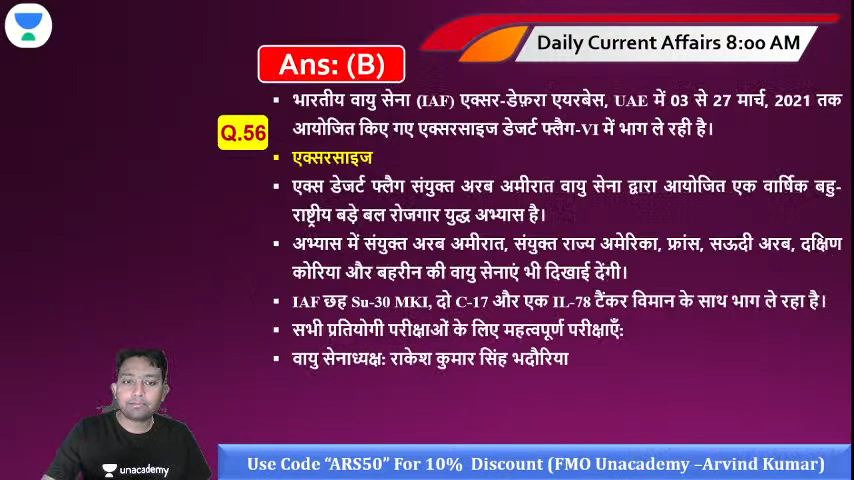 Daily Current Affairs 8:00 AM
Ans: (B)
Q.56
▪ भारतीय वायु सेना (IAF) एक्सर-डेफ़रा एयरबेस, UAE में 03 से 27 मार्च, 2021 तक
आयोजित किए गए एक्सरसाइज डेजर्ट फ्लैग-VI में भाग ले रही है।
▪ एक्सरसाइज
▪ एक्स डेजर्ट फ्लैग संयुक्त अरब अमीरात वायु सेना द्वारा आयोजित एक वार्षिक बहु-
राष्ट्रीय बड़े बल रोजगार युद्ध अभ्यास है।
▪ अभ्यास में संयुक्त अरब अमीरात, संयुक्त राज्य अमेरिका, फ्रांस, सऊदी अरब, दक्षिण
कोरिया और बहरीन की वायु सेनाएं भी दिखाई देंगी।
▪ IAF छह Su-30 MKI, दो C-17 और एक IL-78 टैंकर विमान के साथ भाग ले रहा है।
▪ सभी प्रतियोगी परीक्षाओं के लिए महत्वपूर्ण परीक्षाएँ:
▪ वायु सेनाध्यक्ष: राकेश कुमार सिंह भदौरिया
unacademy
Use Code “ARS50” For 10% Discount (FMO Unacademy –Arvind Kumar)